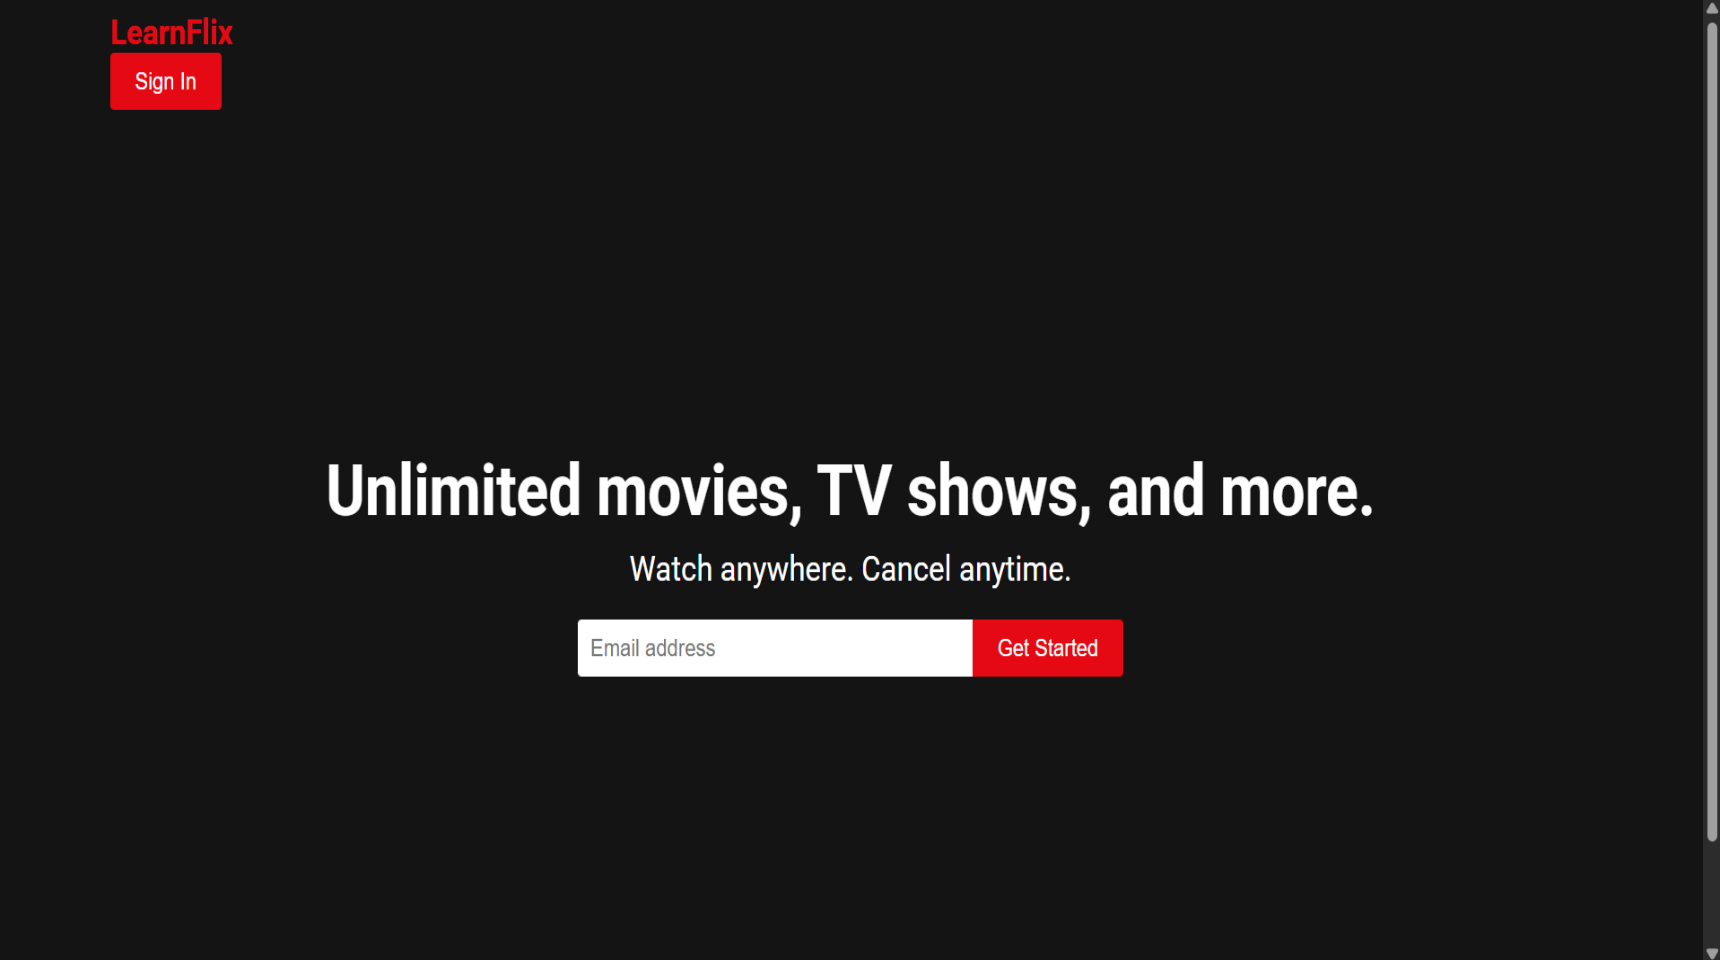 LearnFlix
Sign In
Unlimited movies, TV shows, and more.
Watch anywhere. Cancel anytime.
Email address
Get Started